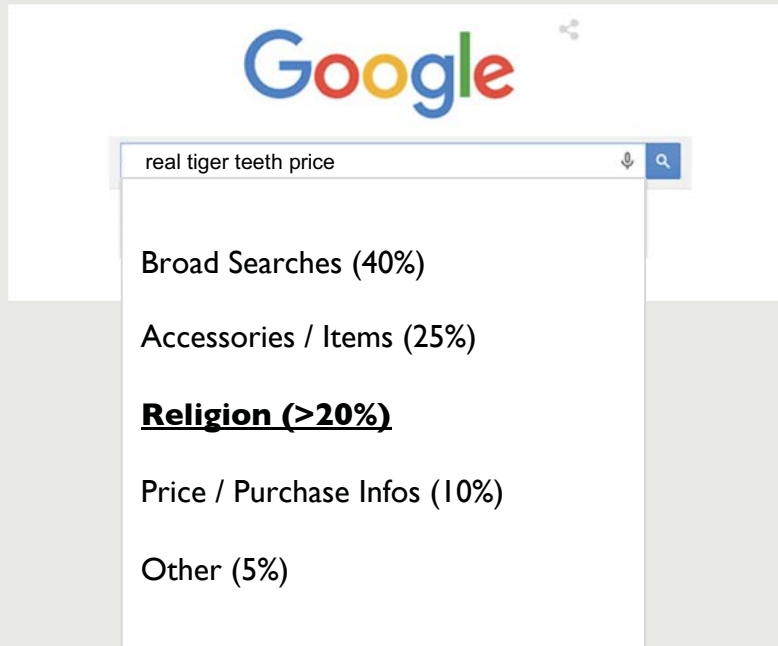 Google
real tiger teeth price
Broad Searches (40%)
Accessories / Items (25%)
Religion (>20%)
Price / Purchase Infos (10%)
Other (5%)